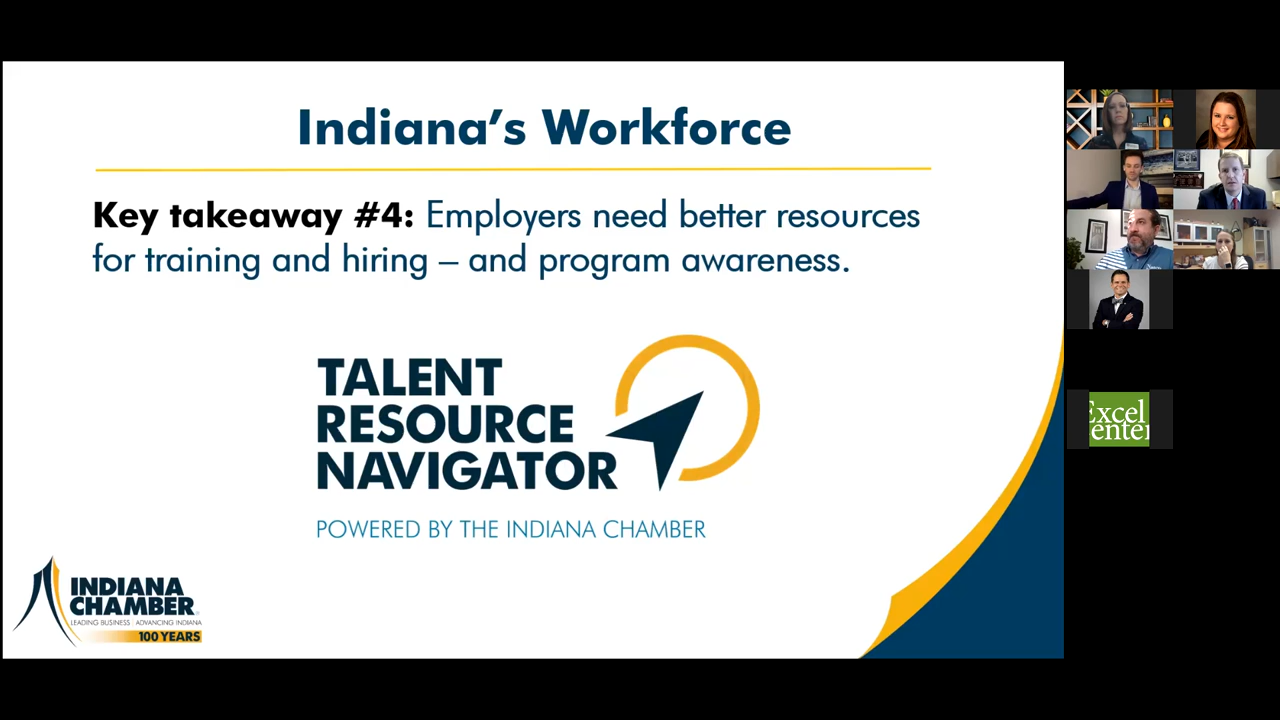 Indiana's Workforce
Key takeaway #4: Employers need better resources
for training and hiring – and program awareness.
TALENT
RESOURCE
NAVIGATOR
POWERED BY THE INDIANA CHAMBER
INDIANA
CHAMBER
LEADING BUSINESS | ADVANCING INDIANA
100 YEARS
Excel
Center